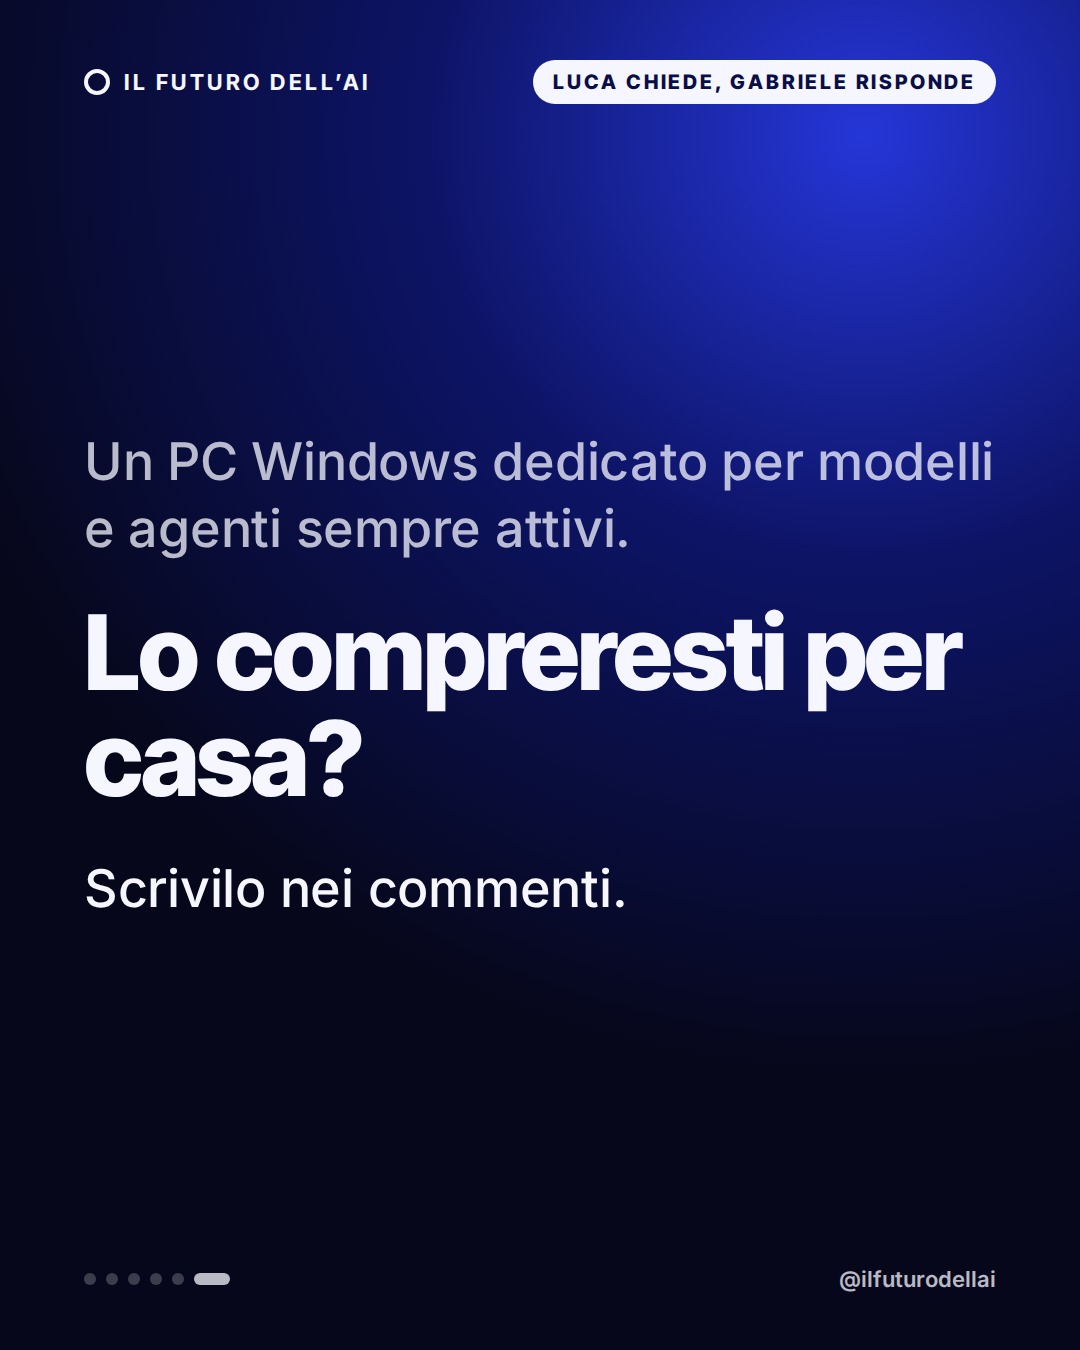 IL FUTURO DELL’AI
LUCA CHIEDE, GABRIELE RISPONDE
Un PC Windows dedicato per modelli
e agenti sempre attivi.
Lo compreresti per
casa?
Scrivilo nei commenti.
@ilfuturodellai